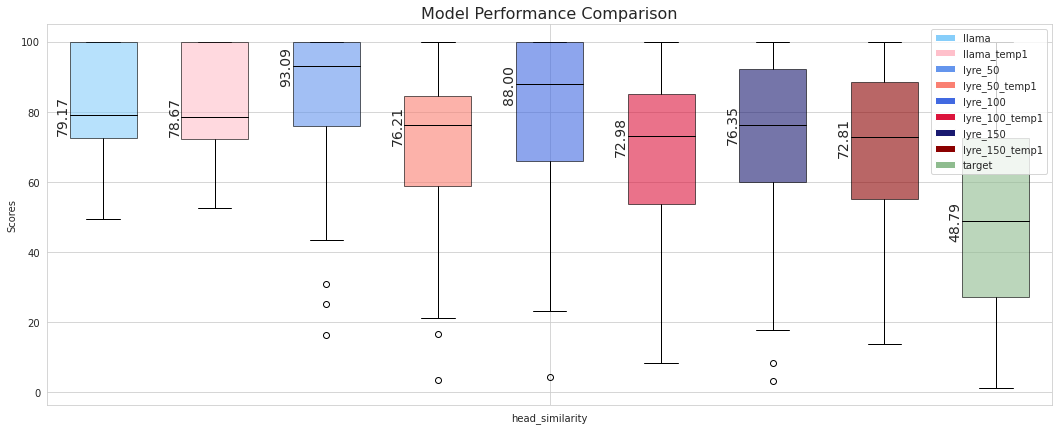 Model Performance Comparison
100
80
60
40
20
0
Scores
79.17
78.67
93.09
76.21
88.00
72.98
76.35
72.81
48.79
llama
llama_temp1
lyre_50
lyre_50_temp1
lyre_100
lyre_100_temp1
lyre_150
lyre_150_temp1
target
head_similarity